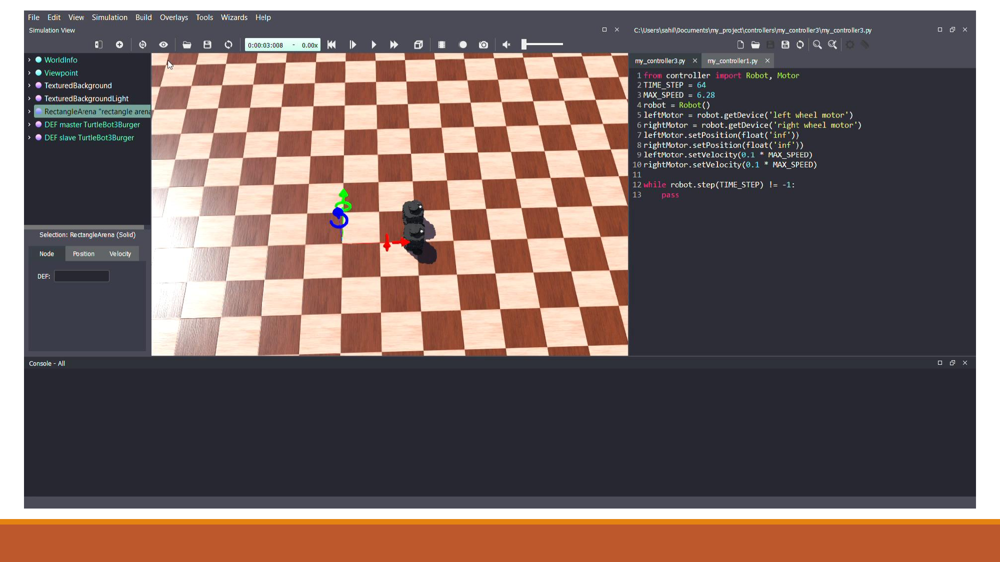 File Edit View Simulation Build Overlays Tools Wizards Help
Simulation View
0:00:03:008 - 0.00x
WorldInfo
Viewpoint
TexturedBackground
TexturedBackgroundLight
RectangleArena "rectangle arena
DEF master TurtleBot3Burger
DEF slave TurtleBot3Burger
Selection: RectangleArena (Solid)
Node Position Velocity
DEF:
C:\Users\sahil\Documents\my_project\controllers\my_controller3\my_controller3.py
my_controller3.py my_controller1.py
1 from controller import Robot, Motor
2 TIME_STEP = 64
3 MAX_SPEED = 6.28
4 robot = Robot()
5 leftMotor = robot.getDevice('left wheel motor')
6 rightMotor = robot.getDevice('right wheel motor')
7 leftMotor.setPosition(float('inf'))
8 rightMotor.setPosition(float('inf'))
9 leftMotor.setVelocity(0.1 * MAX_SPEED)
10 rightMotor.setVelocity(0.1 * MAX_SPEED)
11
12 while robot.step(TIME_STEP) != -1:
13     pass
Console - All